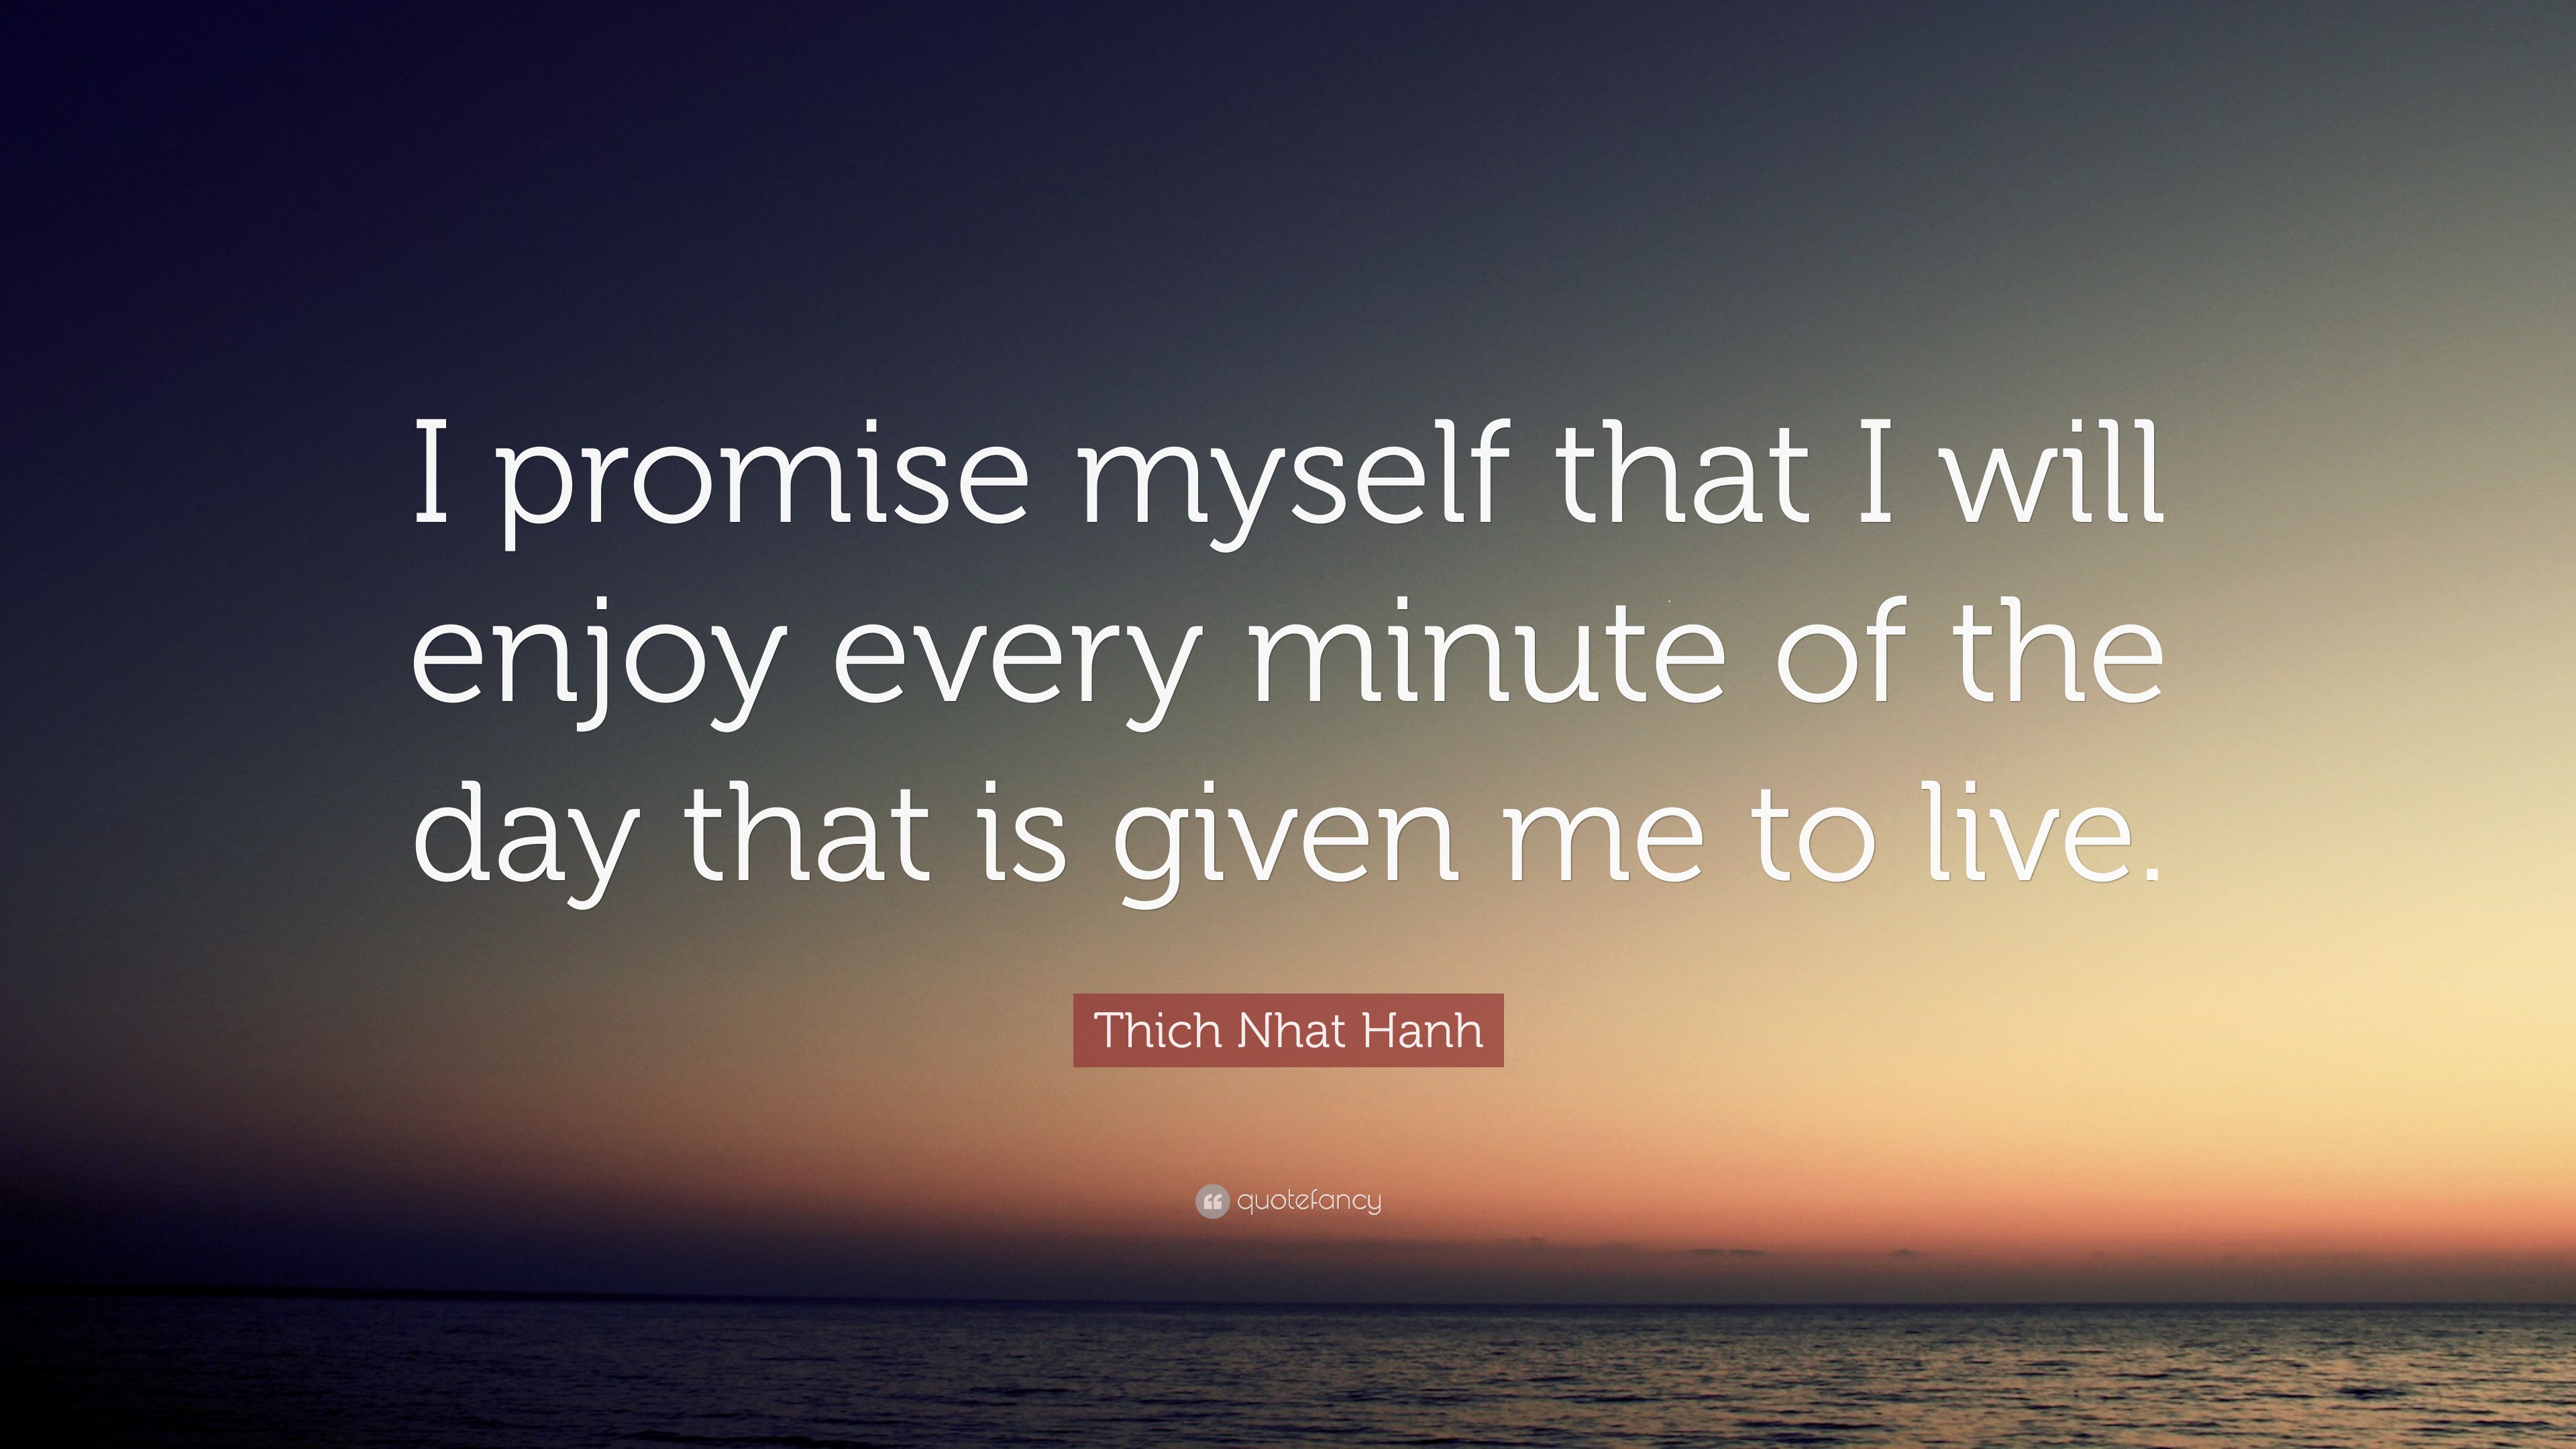 I promise myself that I will
enjoy every minute of the
day that is given me to live.
Thich Nhat Hanh
quotefancy